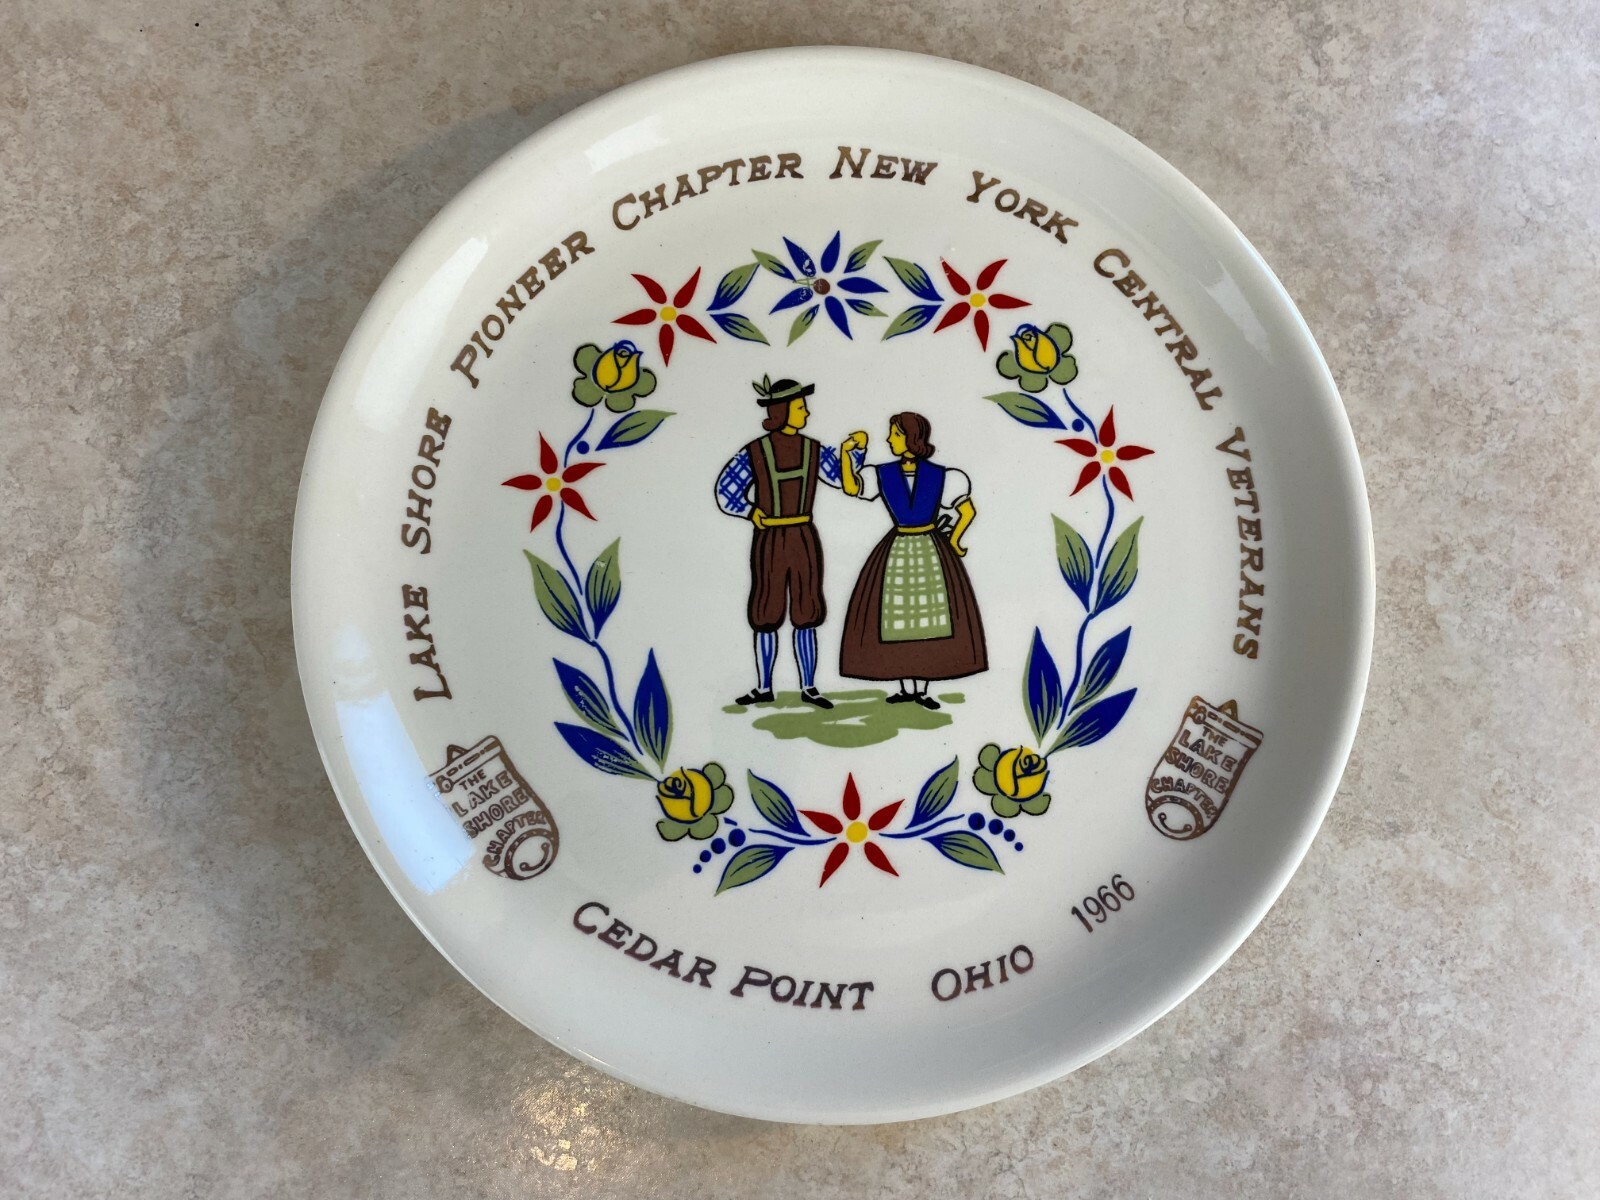 LAKE SHORE PIONEER CHAPTER NEW YORK CENTRAL VETERANS
THE
LAKE
SHORE
CHAPTER
THE
LAKE
SHORE
CHAPTER
CEDAR POINT OHIO 1966